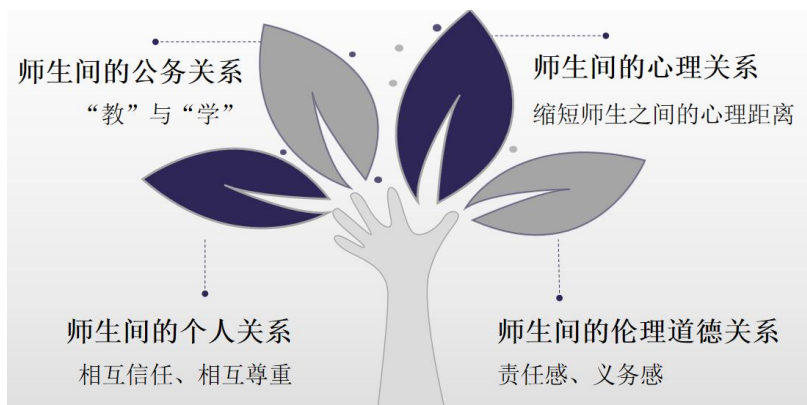 师生间的公务关系
“教”与“学”
师生间的心理关系
缩短师生之间的心理距离
师生间的个人关系
相互信任、相互尊重
师生间的伦理道德关系
责任感、义务感